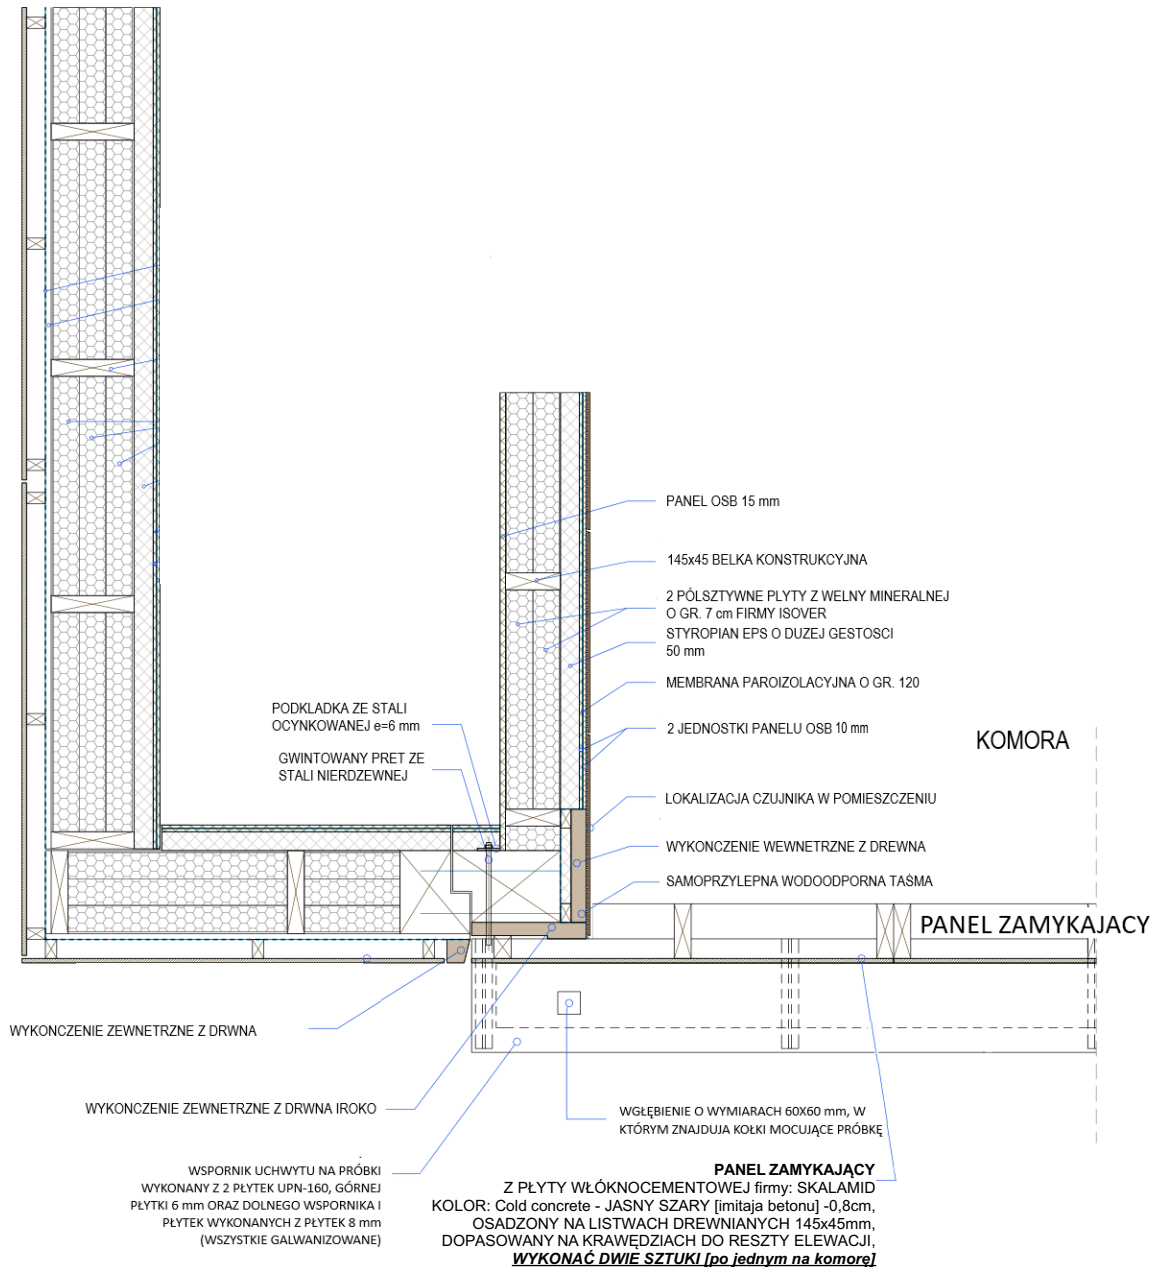 PANEL OSB 15 mm
145x45 BELKA KONSTRUKCYJNA
2 PÓLSZTYWNE PLYTY Z WELNY MINERALNEJ
O GR. 7 cm FIRMY ISOVER
STYROPIAN EPS O DUZEJ GESTOSCI
50 mm
MEMBRANA PAROIZOLACYJNA O GR. 120
PODKLADKA ZE STALI
OCYNKOWANEJ e=6 mm
2 JEDNOSTKI PANELU OSB 10 mm
KOMORA
GWINTOWANY PRET ZE
STALI NIERDZEWNEJ
LOKALIZACJA CZUJNIKA W POMIESZCZENIU
WYKONCZENIE WEWNETRZNE Z DREWNA
SAMOPRZYLEPNA WODOODPORNA TAŚMA
PANEL ZAMYKAJACY
WYKONCZENIE ZEWNETRZNE Z DRWNA
WYKONCZENIE ZEWNETRZNE Z DRWNA IROKO
WGŁĘBIENIE O WYMIARACH 60X60 mm, W
KTÓRYM ZNAJDUJA KOŁKI MOCUJĄCE PRÓBKĘ
WSPORNIK UCHWYTU NA PRÓBKI
WYKONANY Z 2 PŁYTEK UPN-160, GÓRNEJ
PŁYTKI 6 mm ORAZ DOLNEGO WSPORNIKA I
PŁYTEK WYKONANYCH Z PŁYTEK 8 mm
(WSZYSTKIE GALWANIZOWANE)
PANEL ZAMYKAJĄCY
Z PŁYTY WŁÓKNOCEMENTOWEJ firmy: SKALAMID
KOLOR: Cold concrete - JASNY SZARY [imitaja betonu] -0,8cm,
OSADZONY NA LISTWACH DREWNIANYCH 145x45mm,
DOPASOWANY NA KRAWĘDZIACH DO RESZTY ELEWACJI,
WYKONAĆ DWIE SZTUKI [po jednym na komorę]